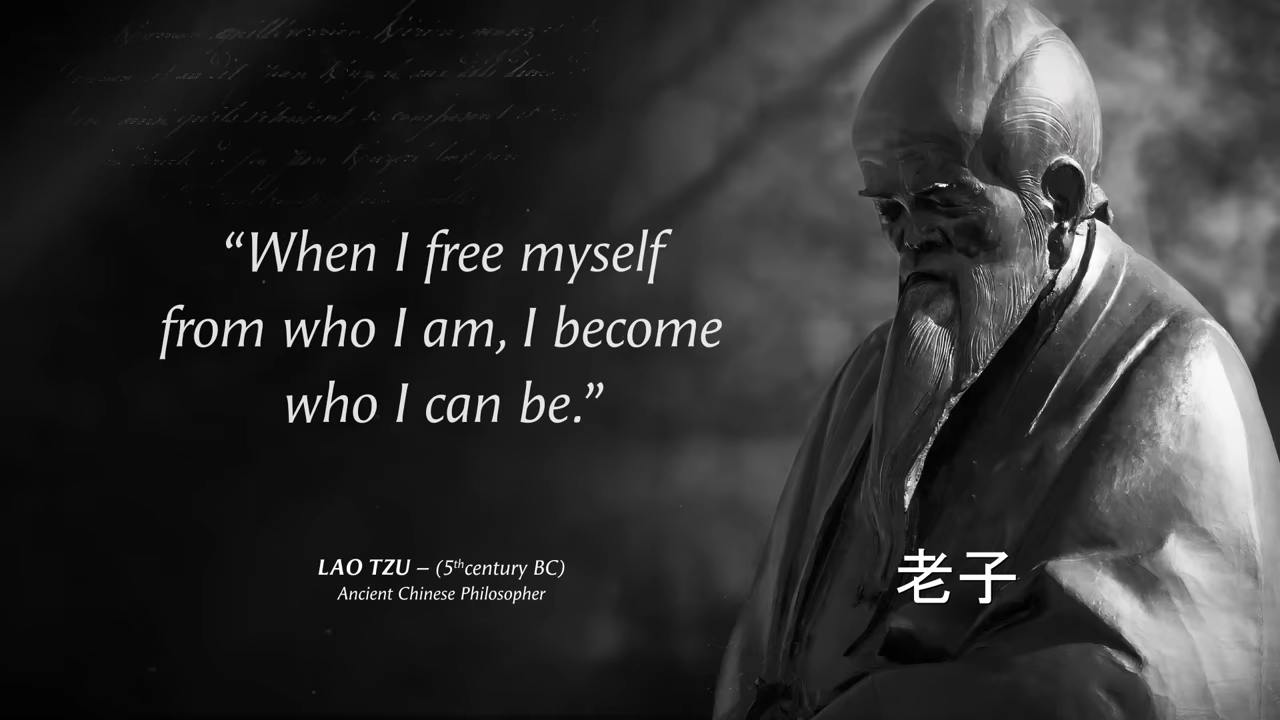 “When I free myself
from who I am, I become
who I can be.”
LAO TZU – (5thcentury BC)
Ancient Chinese Philosopher
老子